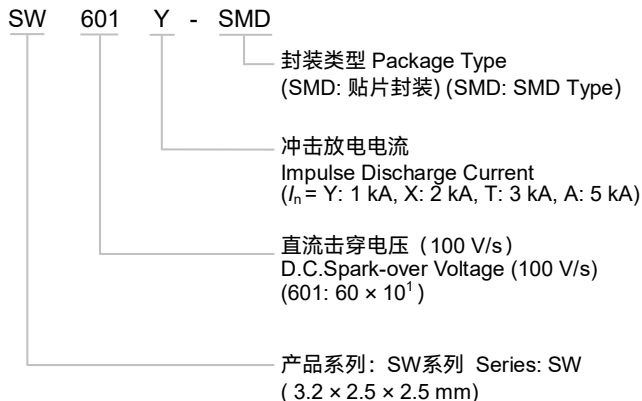 SW 601 Y - SMD
封装类型 Package Type
(SMD: 贴片封装) (SMD: SMD Type)
冲击放电电流
Impulse Discharge Current
(Iₙ = Y: 1 kA, X: 2 kA, T: 3 kA, A: 5 kA)
直流击穿电压（100 V/s）
D.C.Spark-over Voltage (100 V/s)
(601: 60 × 10¹ )
产品系列：SW系列 Series: SW
( 3.2 × 2.5 × 2.5 mm)